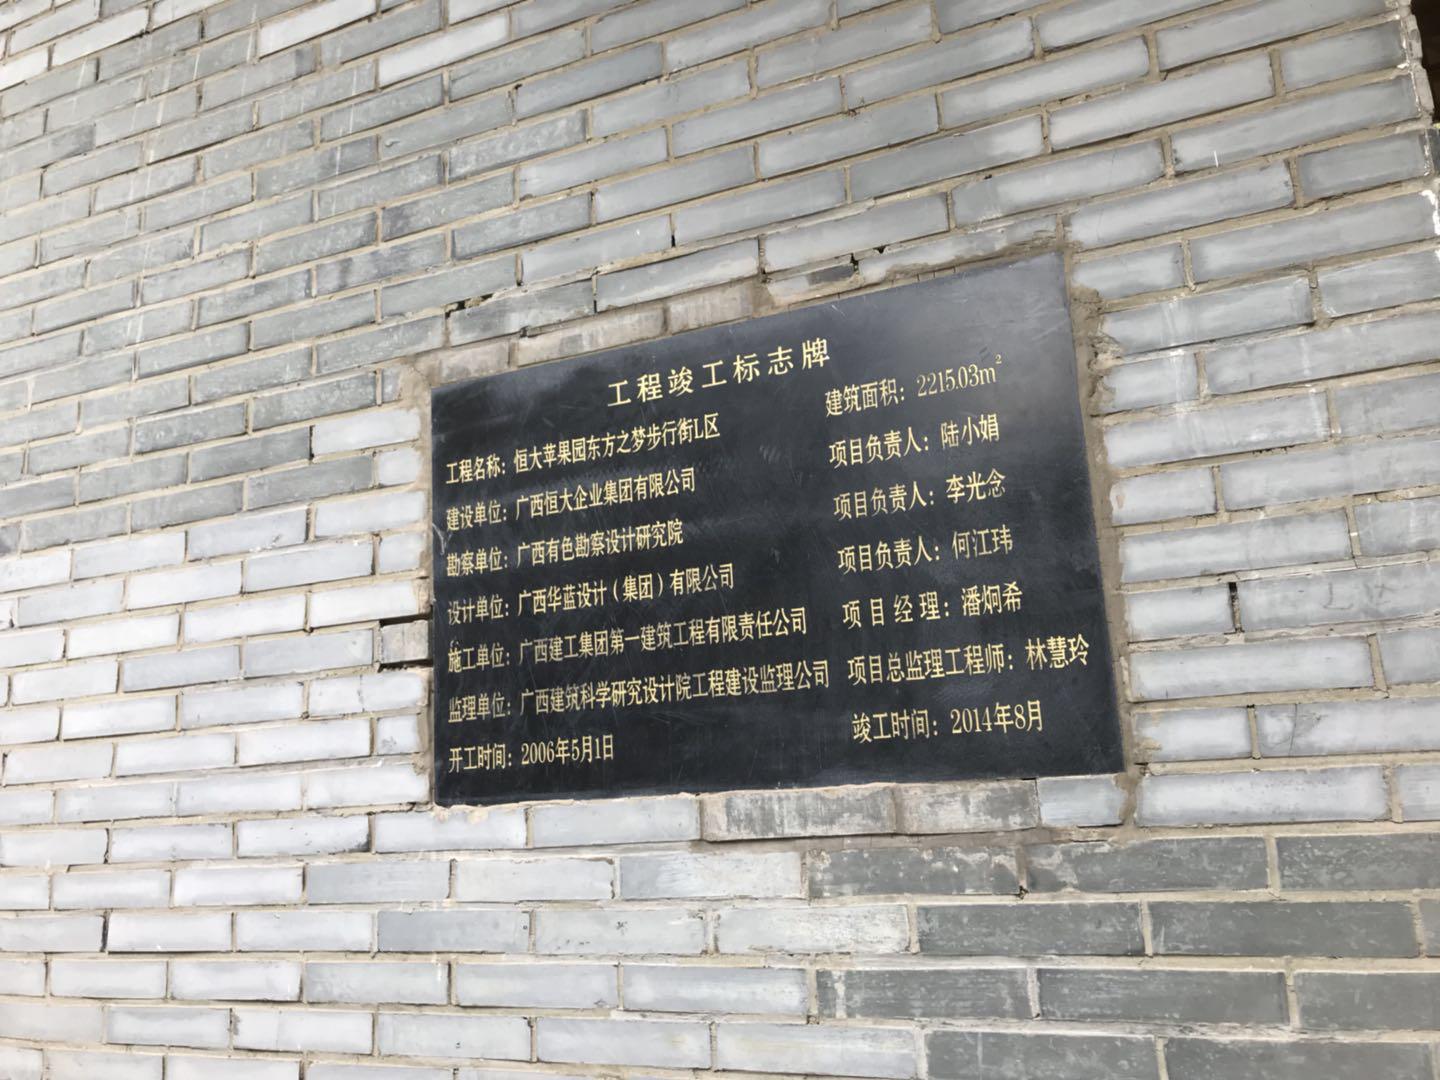 工程竣工标志牌
工程名称：恒大苹果园东方之梦步行街L区 建筑面积：2215.03m²
建设单位：广西恒大企业集团有限公司 项目负责人：陆小娟
勘察单位：广西有色勘察设计研究院 项目负责人：李光念
设计单位：广西华蓝设计（集团）有限公司 项目负责人：何江玮
施工单位：广西建工集团第一建筑工程有限责任公司 项目经理：潘炯希
监理单位：广西建筑科学研究设计院工程建设监理公司 项目总监理工程师：林慧玲
开工时间：2006年5月1日 竣工时间：2014年8月